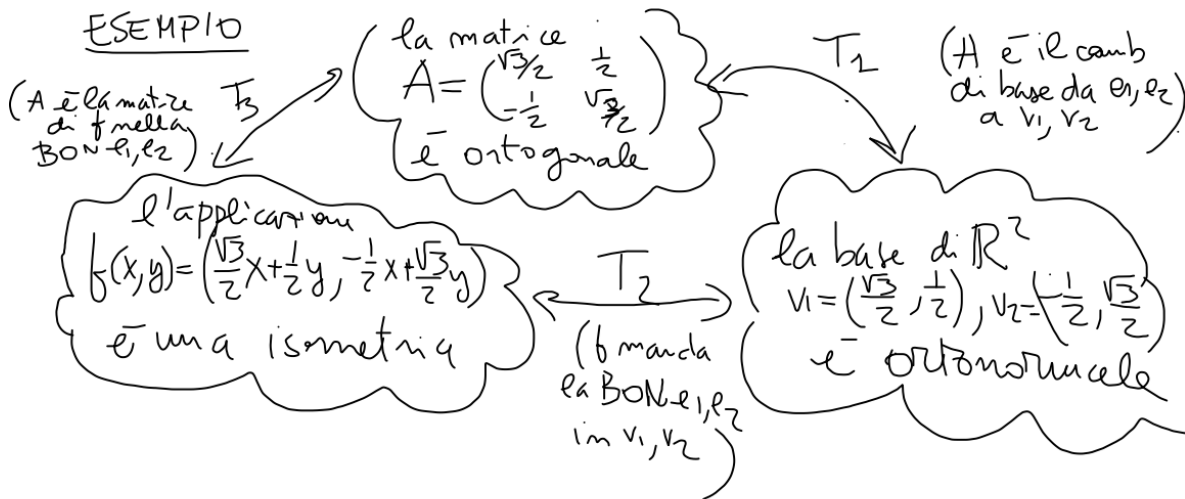 ESEMPIO
(A è la matrice
di f nella
BON e1,e2)
T3
la matrice
A = (√3/2 1/2
-1/2 √3/2)
è ortogonale
T1
(A è il camb
di base da e1,e2
a v1,v2)
l'applicazione
f(x,y)=(√3/2 x+1/2 y, -1/2 x+√3/2 y)
è una isometria
T2
(f manda
la BON e1,e2
in v1,v2)
la base di ℝ²
v1=(√3/2,1/2), v2=(-1/2,√3/2)
è ortonormale